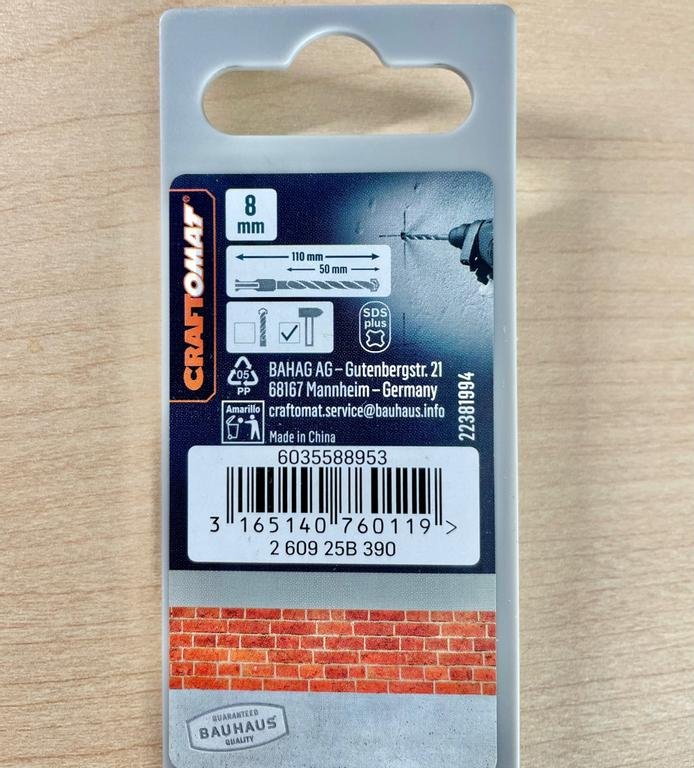 CRAFTOMAT®
8
mm
110 mm
50 mm
SDS
plus
05
PP
BAHAG AG – Gutenbergstr. 21
68167 Mannheim – Germany
craftomat.service@bauhaus.info
Amarillo
Made in China
22381994
6035588953
3 165140 760119 >
2 609 25B 390
GUARANTEED
BAUHAUS
QUALITY